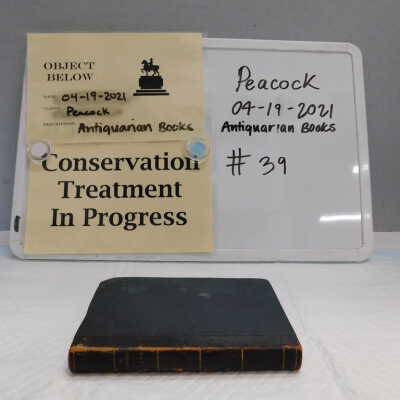 OBJECT
BELOW
04-19-2021
Peacock
Antiquarian Books
Conservation
Treatment
In Progress
Peacock
04-19-2021
Antiquarian Books
# 39